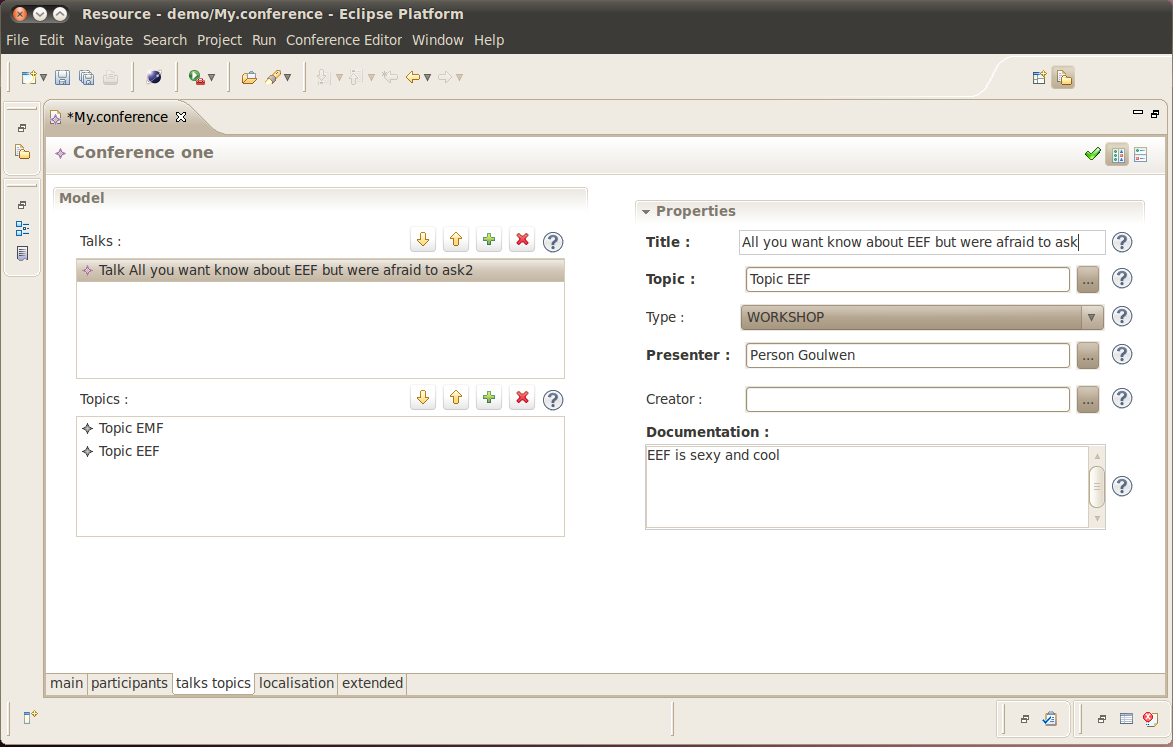 Resource - demo/My.conference - Eclipse Platform
File Edit Navigate Search Project Run Conference Editor Window Help
*My.conference
Conference one
Model
Talks :
Talk All you want know about EEF but were afraid to ask2
Topics :
Topic EMF
Topic EEF
Properties
Title : All you want know about EEF but were afraid to ask
Topic : Topic EEF ...
Type : WORKSHOP
Presenter : Person Goulwen ...
Creator : ...
Documentation :
EEF is sexy and cool
main participants talks topics localisation extended